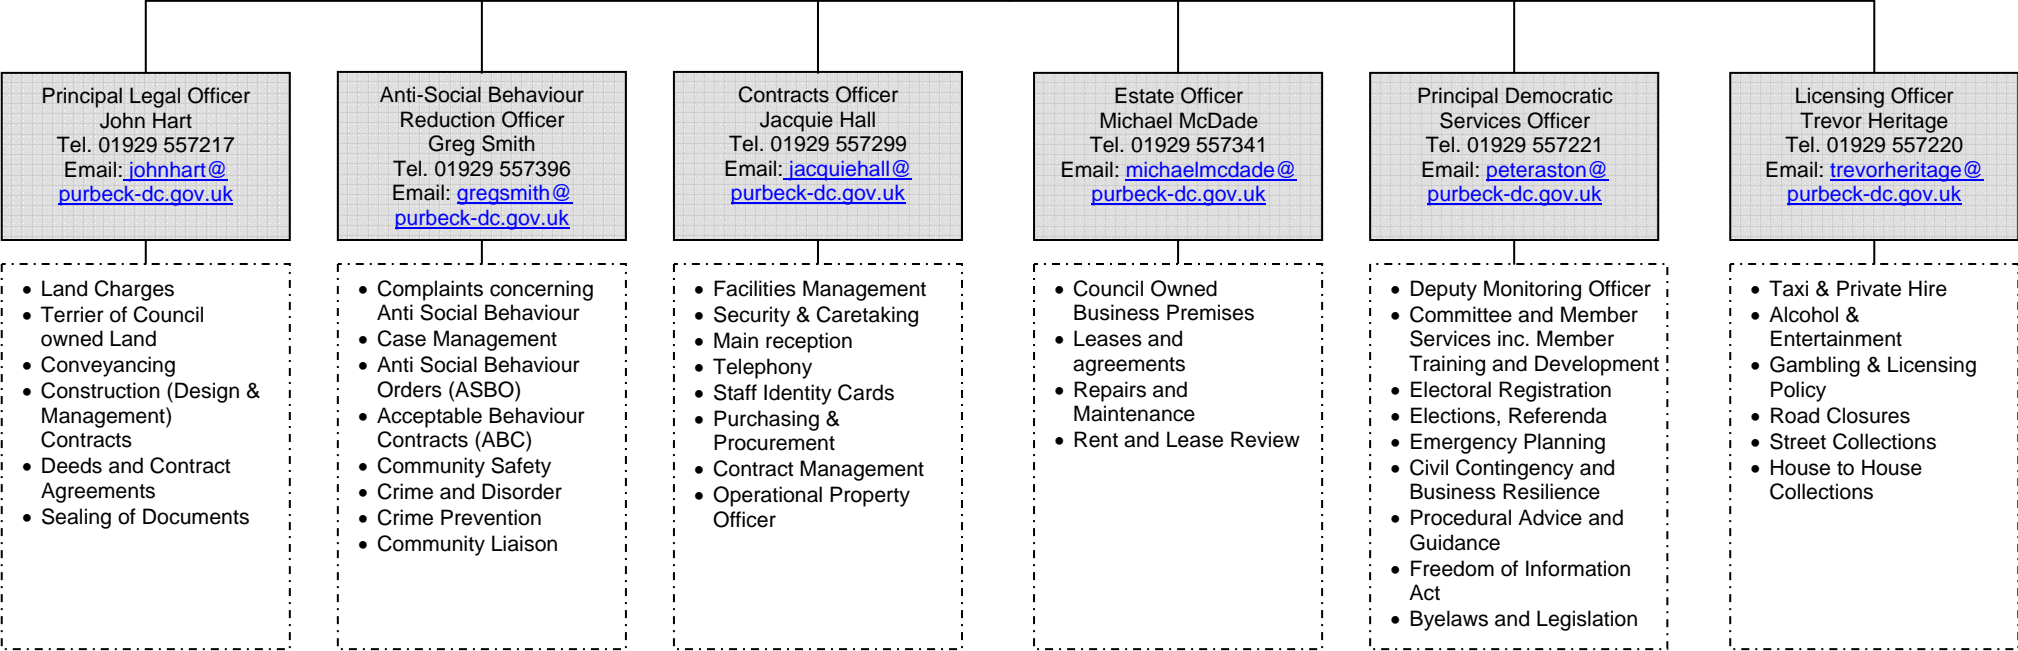 Principal Legal Officer
John Hart
Tel. 01929 557217
Email: johnhart@
purbeck-dc.gov.uk
• Land Charges
• Terrier of Council
owned Land
• Conveyancing
• Construction (Design &
Management)
Contracts
• Deeds and Contract
Agreements
• Sealing of Documents
Anti-Social Behaviour
Reduction Officer
Greg Smith
Tel. 01929 557396
Email: gregsmith@
purbeck-dc.gov.uk
• Complaints concerning
Anti Social Behaviour
• Case Management
• Anti Social Behaviour
Orders (ASBO)
• Acceptable Behaviour
Contracts (ABC)
• Community Safety
• Crime and Disorder
• Crime Prevention
• Community Liaison
Contracts Officer
Jacquie Hall
Tel. 01929 557299
Email: jacquiehall@
purbeck-dc.gov.uk
• Facilities Management
• Security & Caretaking
• Main reception
• Telephony
• Staff Identity Cards
• Purchasing &
Procurement
• Contract Management
• Operational Property
Officer
Estate Officer
Michael McDade
Tel. 01929 557341
Email: michaelmcdade@
purbeck-dc.gov.uk
• Council Owned
Business Premises
• Leases and
agreements
• Repairs and
Maintenance
• Rent and Lease Review
Principal Democratic
Services Officer
Tel. 01929 557221
Email: peteraston@
purbeck-dc.gov.uk
• Deputy Monitoring Officer
• Committee and Member
Services inc. Member
Training and Development
• Electoral Registration
• Elections, Referenda
• Emergency Planning
• Civil Contingency and
Business Resilience
• Procedural Advice and
Guidance
• Freedom of Information
Act
• Byelaws and Legislation
Licensing Officer
Trevor Heritage
Tel. 01929 557220
Email: trevorheritage@
purbeck-dc.gov.uk
• Taxi & Private Hire
• Alcohol &
Entertainment
• Gambling & Licensing
Policy
• Road Closures
• Street Collections
• House to House
Collections